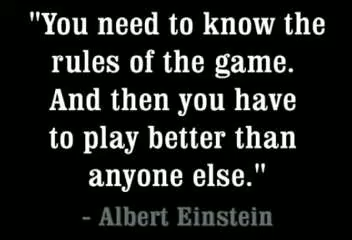 "You need to know the
rules of the game.
And then you have
to play better than
anyone else."
- Albert Einstein